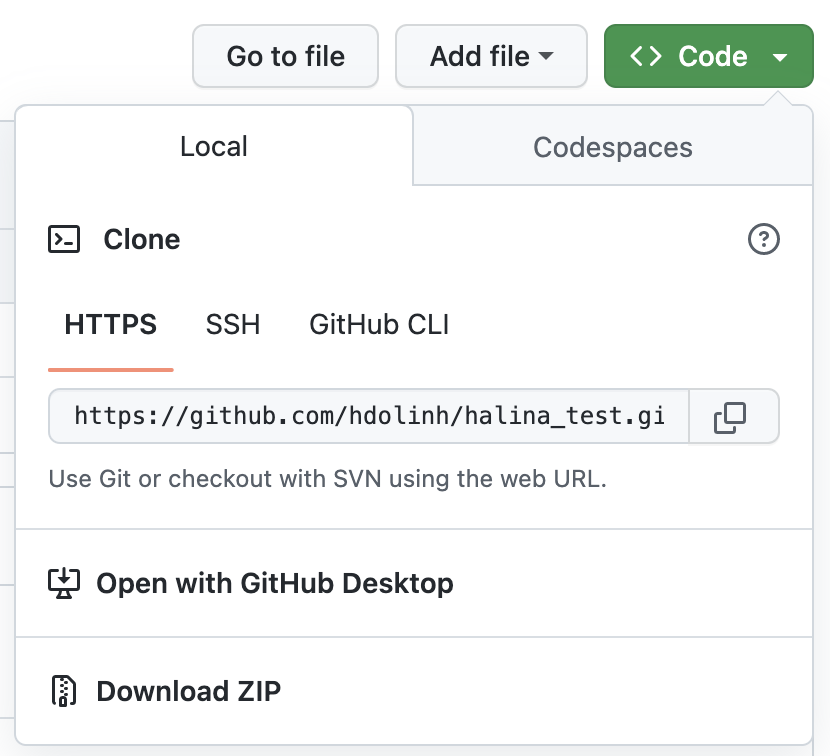 Go to file Add file <> Code
Local Codespaces
Clone
HTTPS SSH GitHub CLI
https://github.com/hdolinh/halina_test.gi
Use Git or checkout with SVN using the web URL.
Open with GitHub Desktop
Download ZIP